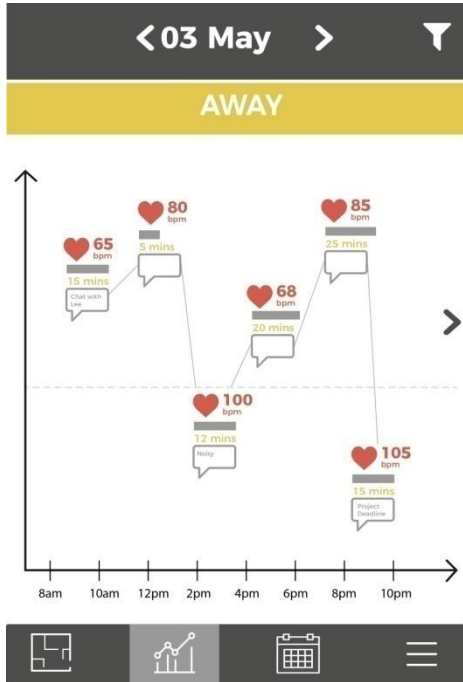 03 May
AWAY
65
bpm
15 mins
Chat with
Lee
80
bpm
5 mins
100
bpm
12 mins
Noisy
68
bpm
20 mins
85
bpm
25 mins
105
bpm
15 mins
Project
Deadline
8am 10am 12pm 2pm 4pm 6pm 8pm 10pm